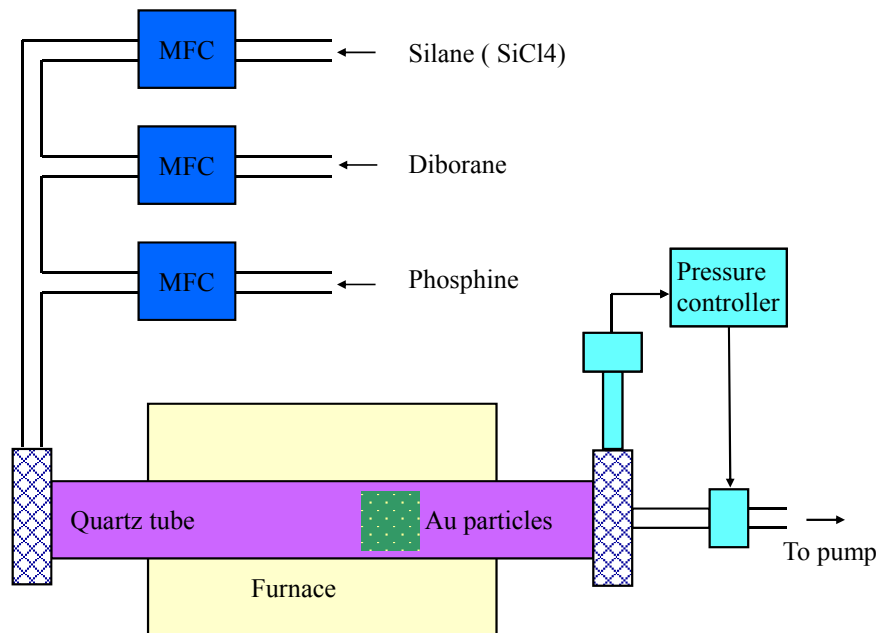 MFC
Silane ( SiCl4)
MFC
Diborane
MFC
Phosphine
Pressure
controller
Quartz tube
Au particles
To pump
Furnace